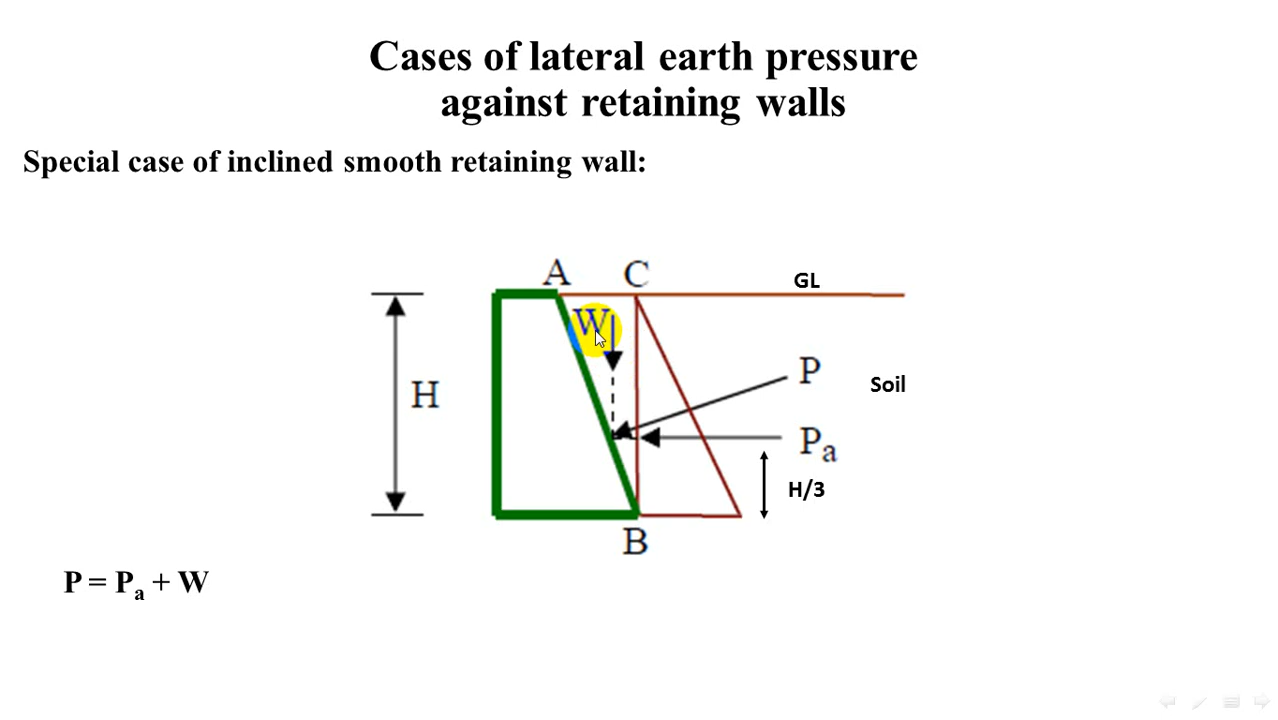 Cases of lateral earth pressure
against retaining walls
Special case of inclined smooth retaining wall:
A C GL
W
P
Soil
H
Pₐ
H/3
B
P = Pₐ + W